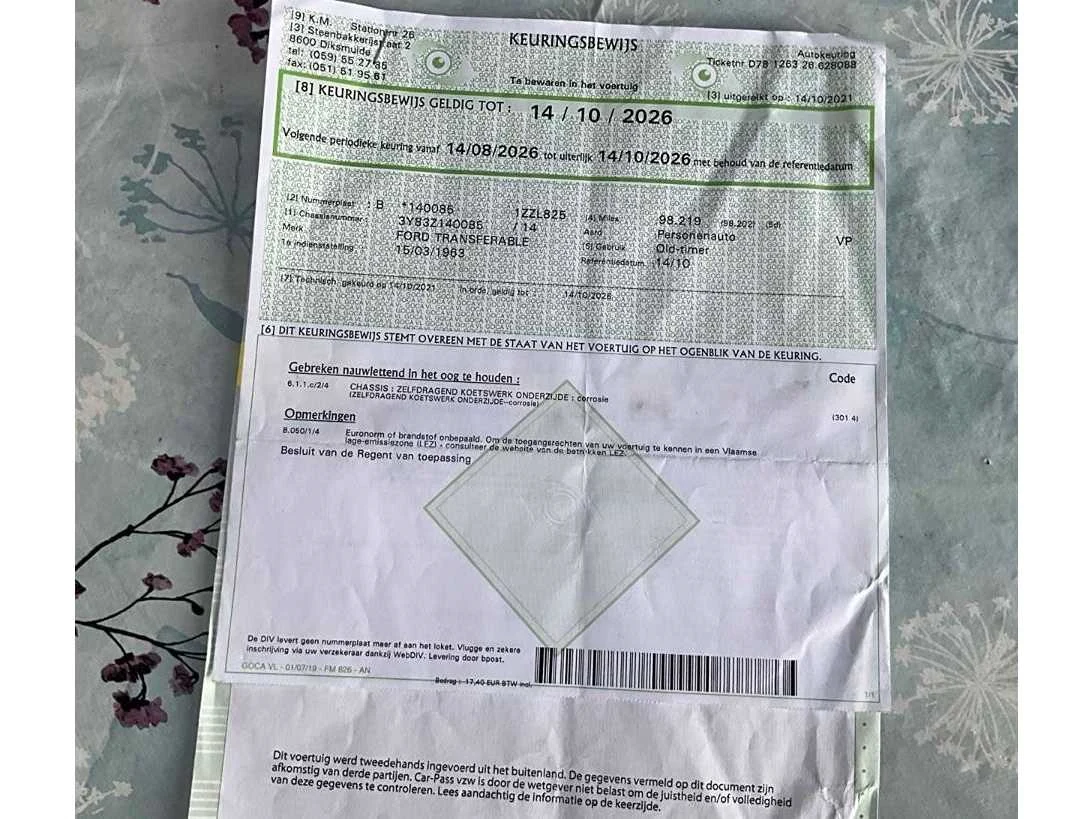 [9] K.M. Stationsnr 26
[3] Steenbakkerijstraat 2
8600 Diksmuide
tel: (059) 55 27 85
fax: (051) 51 95 61
KEURINGSBEWIJS
Te bewaren in het voertuig
Autokeuring
Ticketnr D78 1263 28 628088
[3] uitgereikt op : 14/10/2021
[8] KEURINGSBEWIJS GELDIG TOT : 14 / 10 / 2026
Volgende periodieke keuring vanaf 14/08/2026 tot uiterlijk 14/10/2026 met behoud van de referentiedatum
[2] Nummerplaat : B *140085 1ZZL825
[1] Chassisnummer : 3Y83Z140085 / 14
Merk FORD TRANSFERABLE
1e indienststelling 15/03/1963
[4] Miles 98.219 (98.202) (Sd)
Aard Personenauto VP
[5] Gebruik Old-timer
Referentiedatum 14/10
[7] Technisch gekeurd op 14/10/2021 In orde, geldig tot : 14/10/2026
[6] DIT KEURINGSBEWIJS STEMT OVEREEN MET DE STAAT VAN HET VOERTUIG OP HET OGENBLIK VAN DE KEURING.
Gebreken nauwlettend in het oog te houden : Code
6.1.1.c/2/4 CHASSIS : ZELFDRAGEND KOETSWERK ONDERZIJDE : corrosie
(ZELFDRAGEND KOETSWERK ONDERZIJDE--corrosie) (301 4)
Opmerkingen
8.050/1/4 Euronorm of brandstof onbepaald. Om de toegangsrechten van uw voertuig te kennen in een Vlaamse
lage-emissiezone (LEZ) - consulteer de website van de betrokken LEZ.
Besluit van de Regent van toepassing
De DIV levert geen nummerplaat meer af aan het loket. Vlugge en zekere
inschrijving via uw verzekeraar dankzij WebDIV. Levering door bpost.
GOCA VL - 01/07/19 - FM 826 - AN
Bedrag : 17,40 EUR BTW incl.
1/1
Dit voertuig werd tweedehands ingevoerd uit het buitenland. De gegevens vermeld op dit document zijn
afkomstig van derde partijen. Car-Pass vzw is door de wetgever niet belast om de juistheid en/of volledigheid
van deze gegevens te controleren. Lees aandachtig de informatie op de keerzijde.